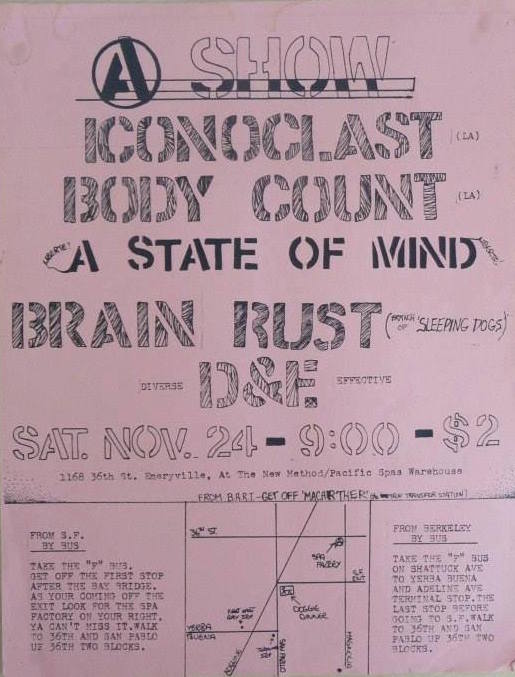 A SHOW
ICONOCLAST (LA)
BODY COUNT (LA)
A STATE OF MIND
BRAIN RUST (BRANCH OF 'SLEEPING DOGS')
DIVERSE D&E EFFECTIVE
SAT. NOV. 24 - 9:00 - $2
1168 36th St. Emeryville, At The New Method/Pacific Spas Warehouse
FROM B.A.R.T.-GET OFF 'MACARTHER'
FROM S.F.
BY BUS
TAKE THE "F" BUS.
GET OFF THE FIRST STOP
AFTER THE BAY BRIDGE.
AS YOUR COMING OFF THE
EXIT LOOK FOR THE SPA
FACTORY ON YOUR RIGHT.
YA CAN'T MISS IT.WALK
TO 36TH AND SAN PABLO
UP 36TH TWO BLOCKS.
36TH ST.
SPA
FACTORY
DOGGIE
DINNER
YERBA
BUENA
ADELINE
SAN PABLO
FROM BERKELEY
BY BUS
TAKE THE "F" BUS
ON SHATTUCK AVE
TO YERBA BUENA
AND ADELINE AVE
TERMINAL STOP.THE
LAST STOP BEFORE
GOING TO S.F.WALK
TO 36TH AND SAN
PABLO UP 36TH TWO
BLOCKS.